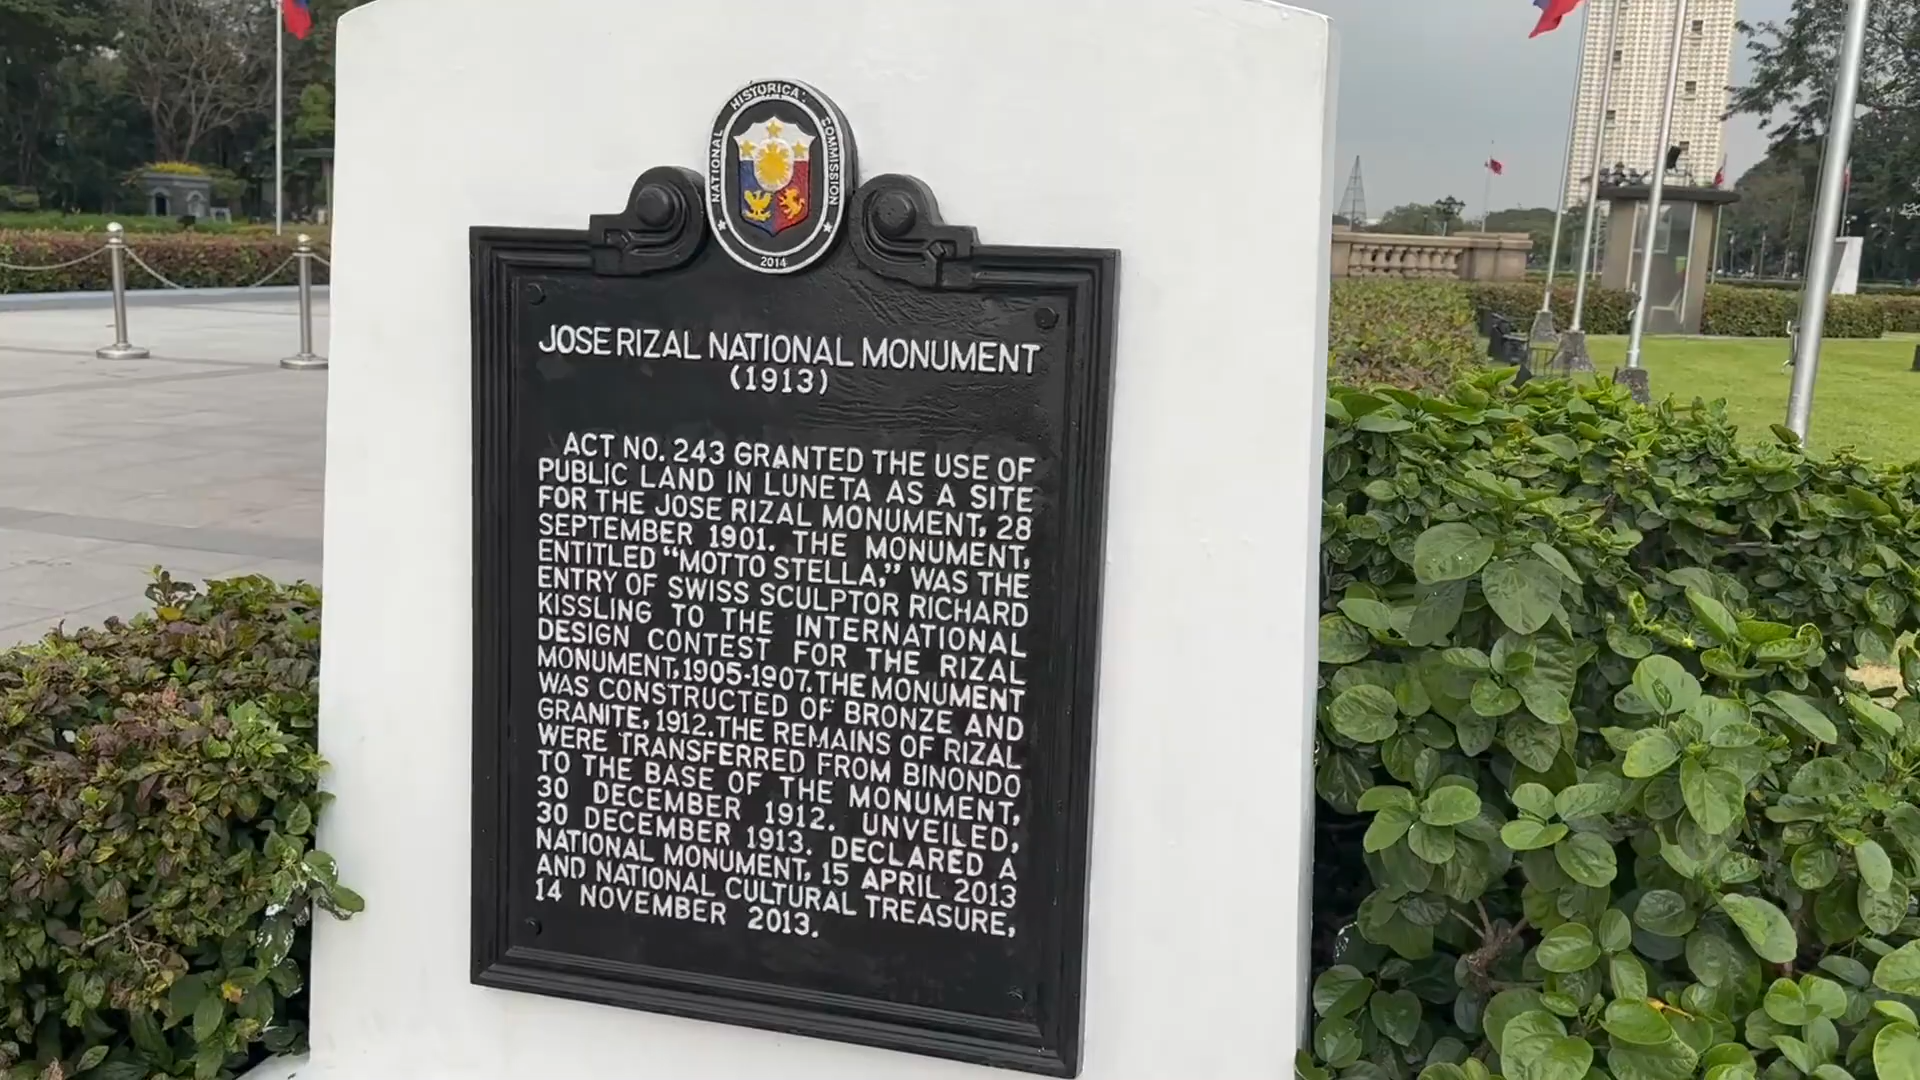 NATIONAL HISTORICAL COMMISSION
2014
JOSE RIZAL NATIONAL MONUMENT
(1913)
ACT NO. 243 GRANTED THE USE OF
PUBLIC LAND IN LUNETA AS A SITE
FOR THE JOSE RIZAL MONUMENT, 28
SEPTEMBER 1901. THE MONUMENT,
ENTITLED “MOTTO STELLA,” WAS THE
ENTRY OF SWISS SCULPTOR RICHARD
KISSLING TO THE INTERNATIONAL
DESIGN CONTEST FOR THE RIZAL
MONUMENT, 1905-1907. THE MONUMENT
WAS CONSTRUCTED OF BRONZE AND
GRANITE, 1912. THE REMAINS OF RIZAL
WERE TRANSFERRED FROM BINONDO
TO THE BASE OF THE MONUMENT,
30 DECEMBER 1912. UNVEILED,
30 DECEMBER 1913. DECLARED A
NATIONAL MONUMENT, 15 APRIL 2013
AND NATIONAL CULTURAL TREASURE,
14 NOVEMBER 2013.